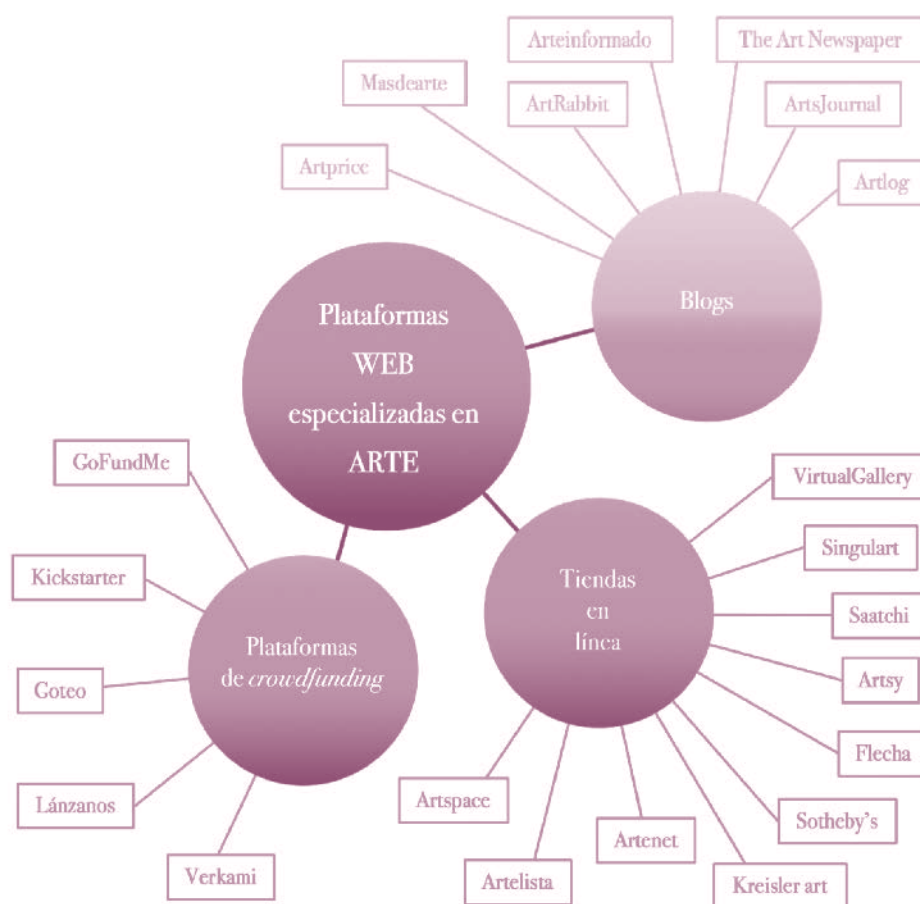 Arteinformado
The Art Newspaper
Masdearte
ArtRabbit
ArtsJournal
Artprice
Artlog
Blogs
Plataformas
WEB
especializadas en
ARTE
GoFundMe
Kickstarter
Goteo
Lánzanos
Verkami
Plataformas
de crowdfunding
Tiendas
en
línea
VirtualGallery
Singulart
Saatchi
Artsy
Flecha
Sotheby's
Kreisler art
Artenet
Artelista
Artspace